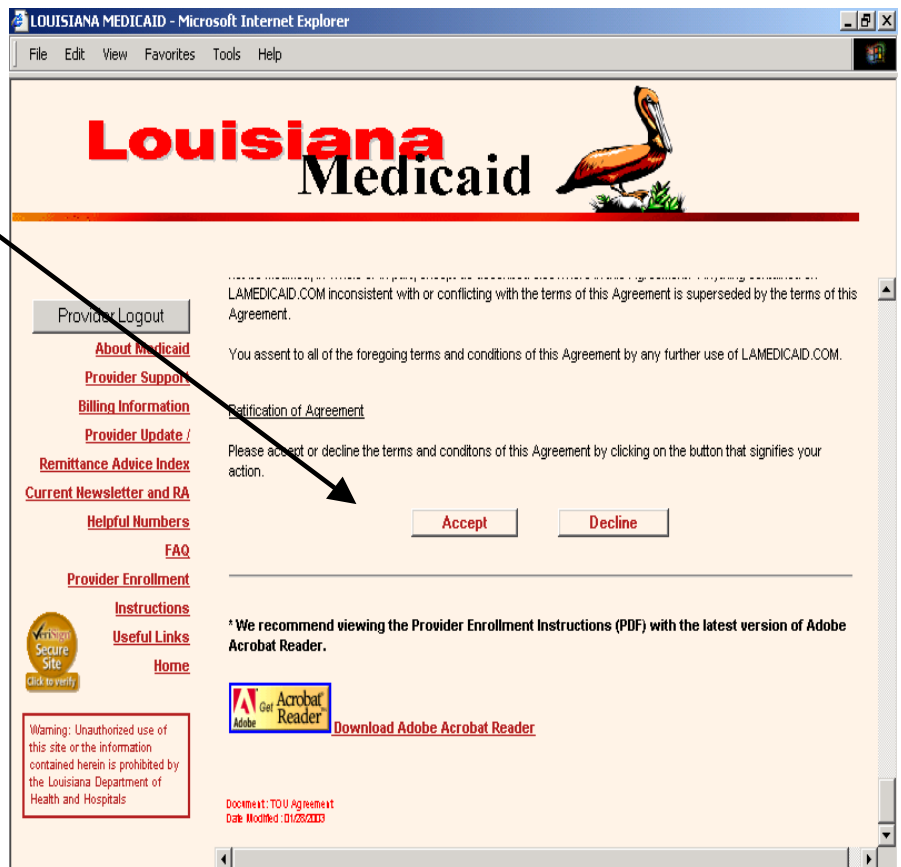 LOUISIANA MEDICAID - Microsoft Internet Explorer
File Edit View Favorites Tools Help
Louisiana
Medicaid
LAMEDICAID.COM inconsistent with or conflicting with the terms of this Agreement is superseded by the terms of this
Agreement.
You assent to all of the foregoing terms and conditions of this Agreement by any further use of LAMEDICAID.COM.
Ratification of Agreement
Please accept or decline the terms and conditons of this Agreement by clicking on the button that signifies your
action.
Accept Decline
* We recommend viewing the Provider Enrollment Instructions (PDF) with the latest version of Adobe
Acrobat Reader.
Adobe
Get Acrobat
Reader
Download Adobe Acrobat Reader
Document: TOU Agreement
Date Modified : 01/28/2003
Provider Logout
About Medicaid
Provider Support
Billing Information
Provider Update /
Remittance Advice Index
Current Newsletter and RA
Helpful Numbers
FAQ
Provider Enrollment
Instructions
Useful Links
Home
VeriSign
Secure
Site
Click to verify
Warning: Unauthorized use of
this site or the information
contained herein is prohibited by
the Louisiana Department of
Health and Hospitals